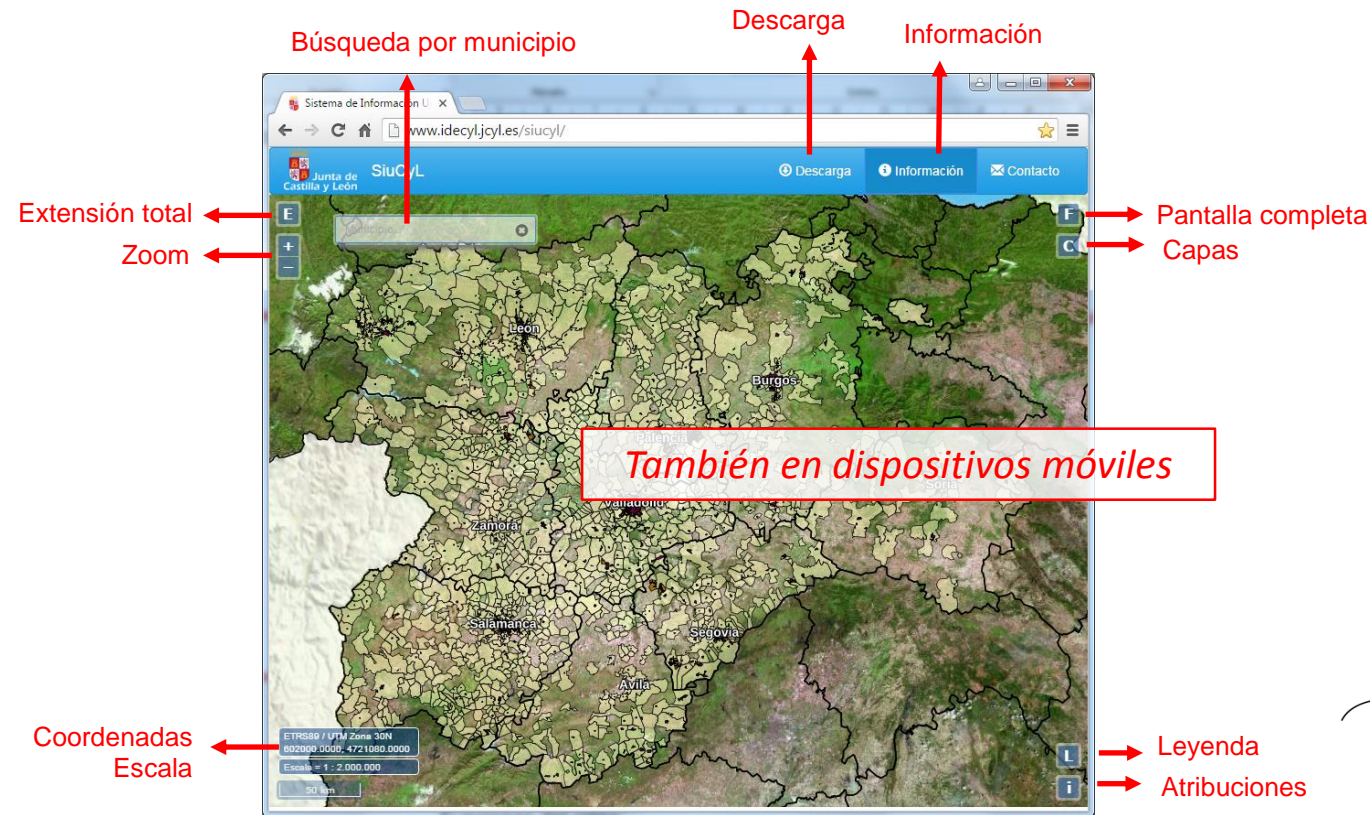 Descarga
Información
Búsqueda por municipio
Sistema de Información U
www.idecyl.jcyl.es/siucyl/
Junta de
Castilla y León
SiuCyL
Descarga
Información
Contacto
Extensión total
E
Municipio...
F
Pantalla completa
Zoom
+
−
C
Capas
León
Burgos
Palencia
También en dispositivos móviles
Soria
Valladolid
Zamora
Salamanca
Segovia
Ávila
Coordenadas
Escala
ETRS89 / UTM Zona 30N
602000.0000, 4721080.0000
Escala = 1 : 2.000.000
50 km
L
Leyenda
i
Atribuciones